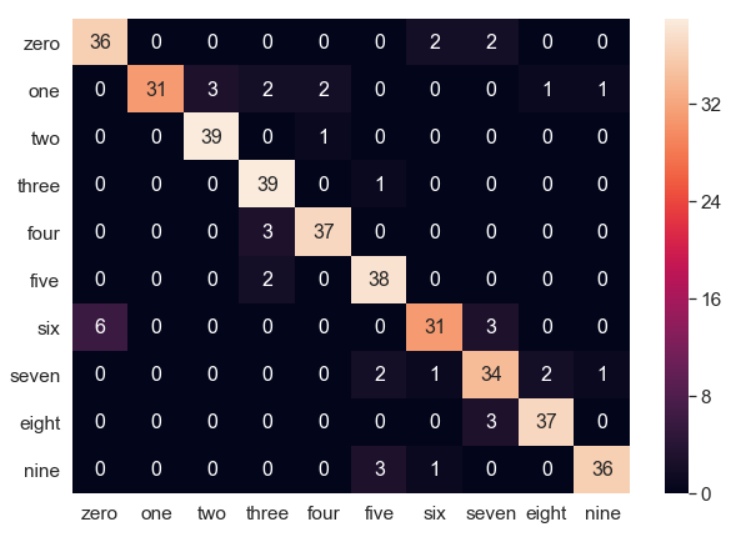 zero 36 0 0 0 0 0 2 2 0 0
one 0 31 3 2 2 0 0 0 1 1
two 0 0 39 0 1 0 0 0 0 0
three 0 0 0 39 0 1 0 0 0 0
four 0 0 0 3 37 0 0 0 0 0
five 0 0 0 2 0 38 0 0 0 0
six 6 0 0 0 0 0 31 3 0 0
seven 0 0 0 0 0 2 1 34 2 1
eight 0 0 0 0 0 0 0 3 37 0
nine 0 0 0 0 0 3 1 0 0 36
zero one two three four five six seven eight nine
32
24
16
8
0